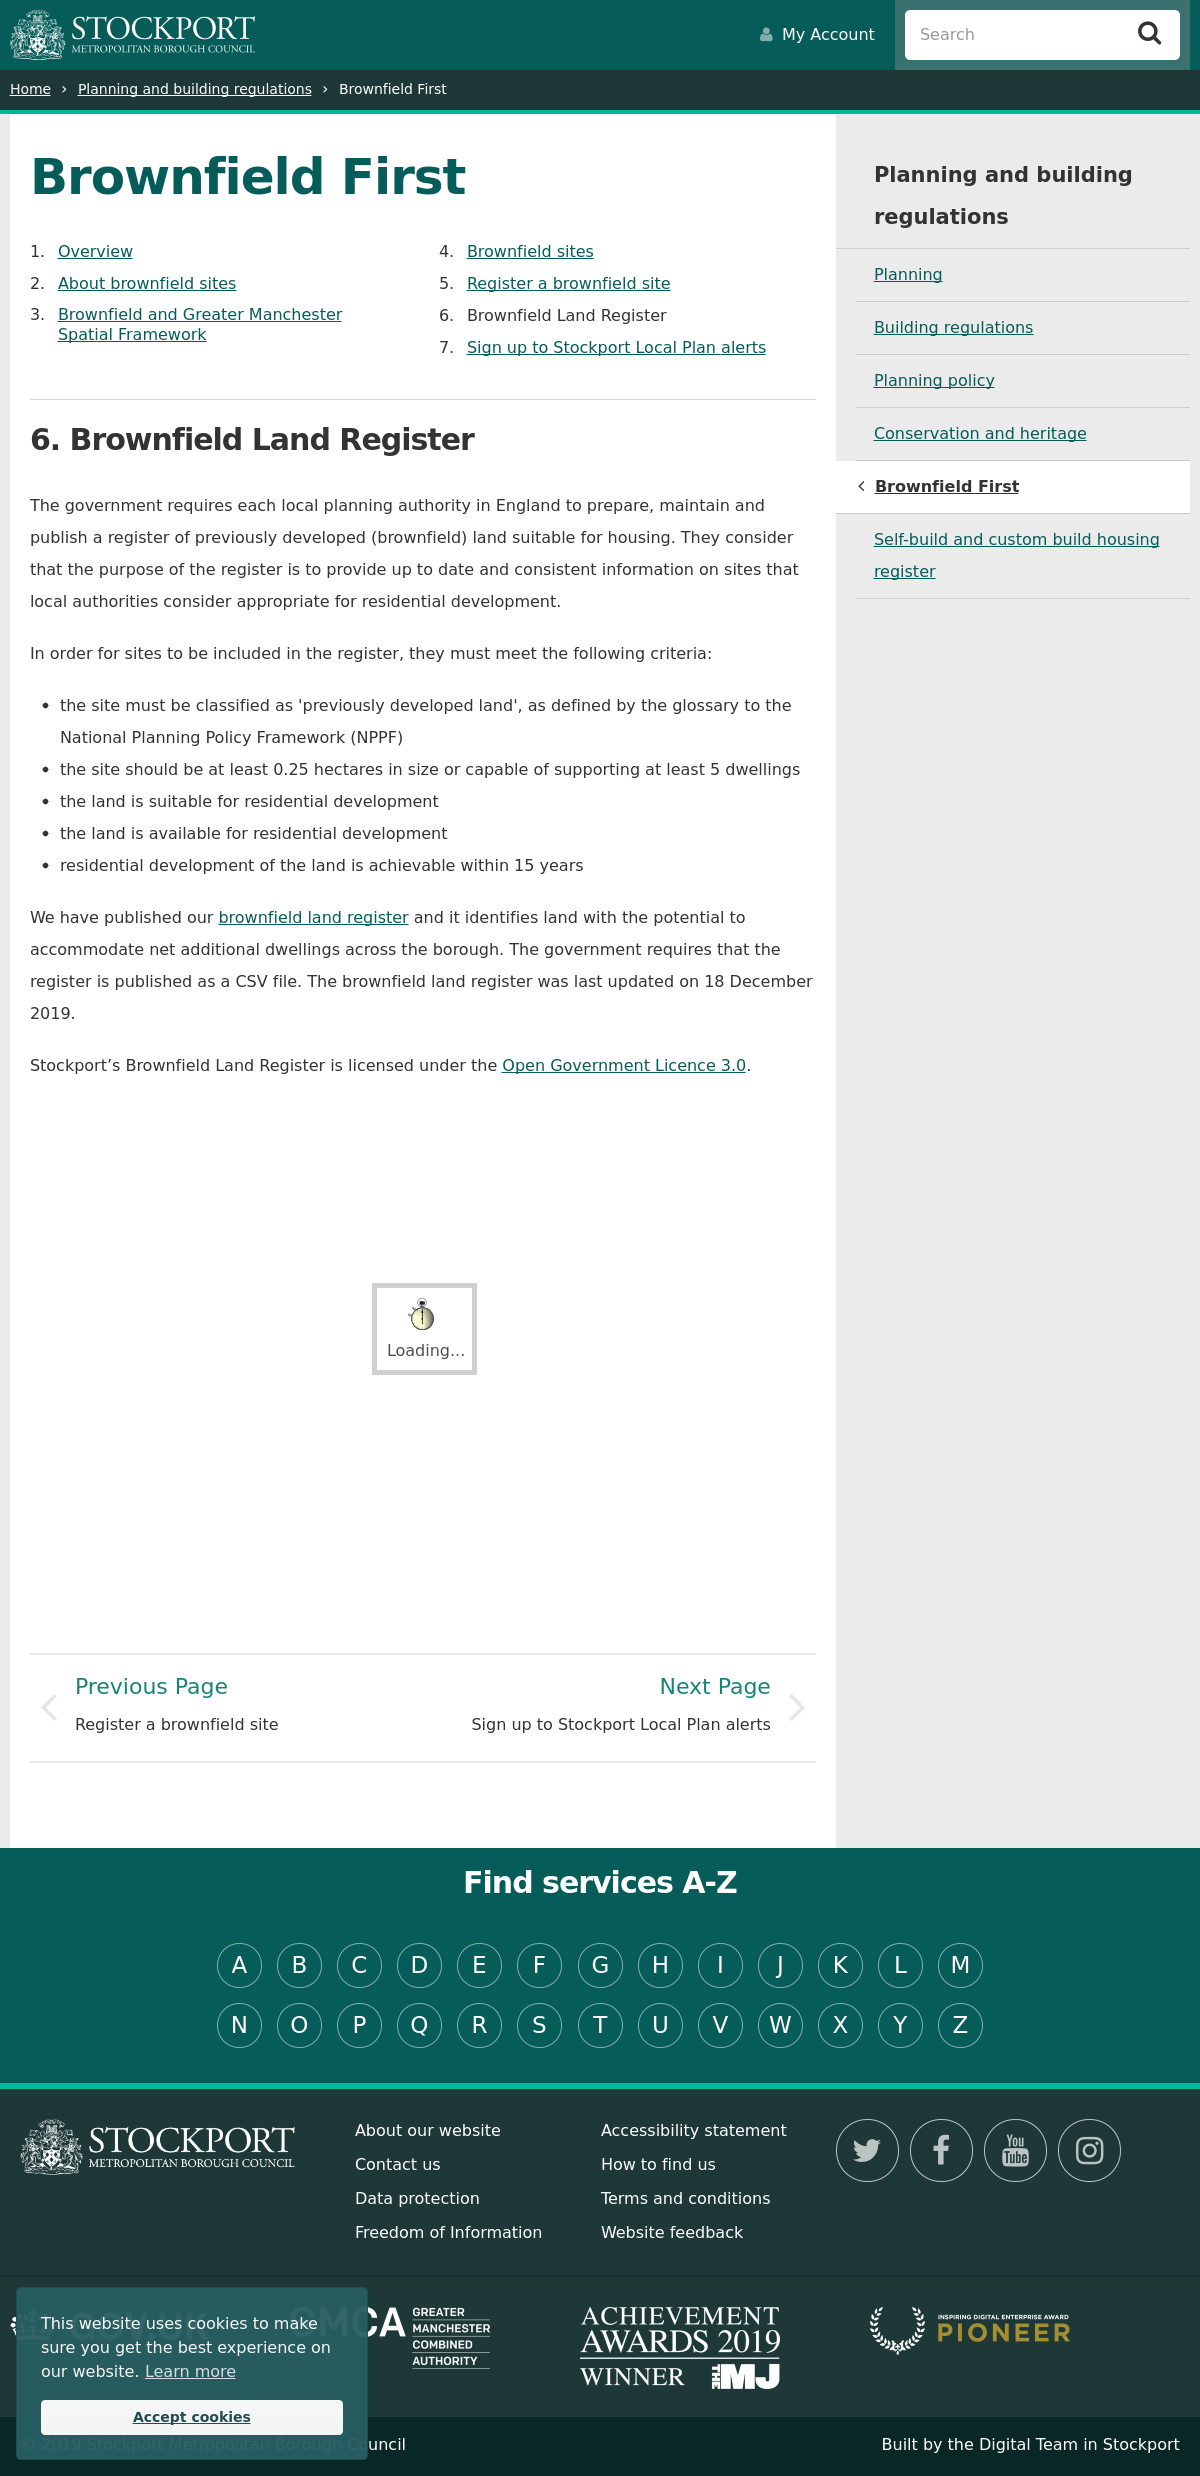 STOCKPORT
METROPOLITAN BOROUGH COUNCIL
My Account
Search
Home › Planning and building regulations › Brownfield First
Brownfield First
1. Overview
2. About brownfield sites
3. Brownfield and Greater Manchester
Spatial Framework
4. Brownfield sites
5. Register a brownfield site
6. Brownfield Land Register
7. Sign up to Stockport Local Plan alerts
Planning and building
regulations
Planning
Building regulations
Planning policy
Conservation and heritage
Brownfield First
Self-build and custom build housing
register
6. Brownfield Land Register
The government requires each local planning authority in England to prepare, maintain and
publish a register of previously developed (brownfield) land suitable for housing. They consider
that the purpose of the register is to provide up to date and consistent information on sites that
local authorities consider appropriate for residential development.
In order for sites to be included in the register, they must meet the following criteria:
• the site must be classified as 'previously developed land', as defined by the glossary to the
National Planning Policy Framework (NPPF)
• the site should be at least 0.25 hectares in size or capable of supporting at least 5 dwellings
• the land is suitable for residential development
• the land is available for residential development
• residential development of the land is achievable within 15 years
We have published our brownfield land register and it identifies land with the potential to
accommodate net additional dwellings across the borough. The government requires that the
register is published as a CSV file. The brownfield land register was last updated on 18 December
2019.
Stockport’s Brownfield Land Register is licensed under the Open Government Licence 3.0.
Loading...
Previous Page
Register a brownfield site
Next Page
Sign up to Stockport Local Plan alerts
Find services A-Z
A B C D E F G H I J K L M
N O P Q R S T U V W X Y Z
STOCKPORT
METROPOLITAN BOROUGH COUNCIL
About our website
Contact us
Data protection
Freedom of Information
Accessibility statement
How to find us
Terms and conditions
Website feedback
You
Tube
This website uses cookies to make
sure you get the best experience on
our website. Learn more
Accept cookies
GOV.UK
GMCA
GREATER
MANCHESTER
COMBINED
AUTHORITY
ACHIEVEMENT
AWARDS 2019
WINNER THE MJ
INSPIRING DIGITAL ENTERPRISE AWARD
PIONEER
© 2019 Stockport Metropolitan Borough Council
Built by the Digital Team in Stockport